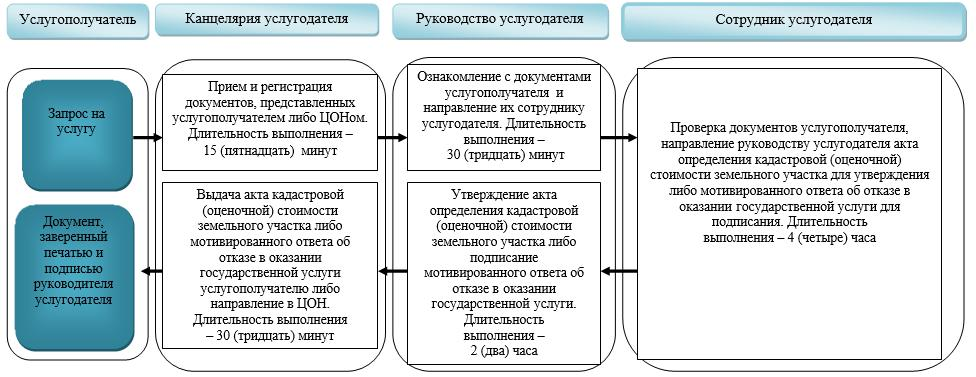 Услугополучатель
Канцелярия услугодателя
Руководство услугодателя
Сотрудник услугодателя
Запрос на
услугу
Прием и регистрация
документов, представленных
услугополучателем либо ЦОНом.
Длительность выполнения –
15 (пятнадцать) минут
Ознакомление с документами
услугополучателя и
направление их сотруднику
услугодателя. Длительность
выполнения –
30 (тридцать) минут
Проверка документов услугополучателя,
направление руководству услугодателя акта
определения кадастровой (оценочной)
стоимости земельного участка для утверждения
либо мотивированного ответа об отказе в
оказании государственной услуги для
подписания. Длительность
выполнения – 4 (четыре) часа
Утверждение акта
определения кадастровой
(оценочной) стоимости
земельного участка либо
подписание
мотивированного ответа об
отказе в оказании
государственной услуги.
Длительность
выполнения –
2 (два) часа
Выдача акта кадастровой
(оценочной) стоимости
земельного участка либо
мотивированного ответа об
отказе в оказании
государственной услуги
услугополучателю либо
направление в ЦОН.
Длительность выполнения
– 30 (тридцать) минут
Документ,
заверенный
печатью и
подписью
руководителя
услугодателя